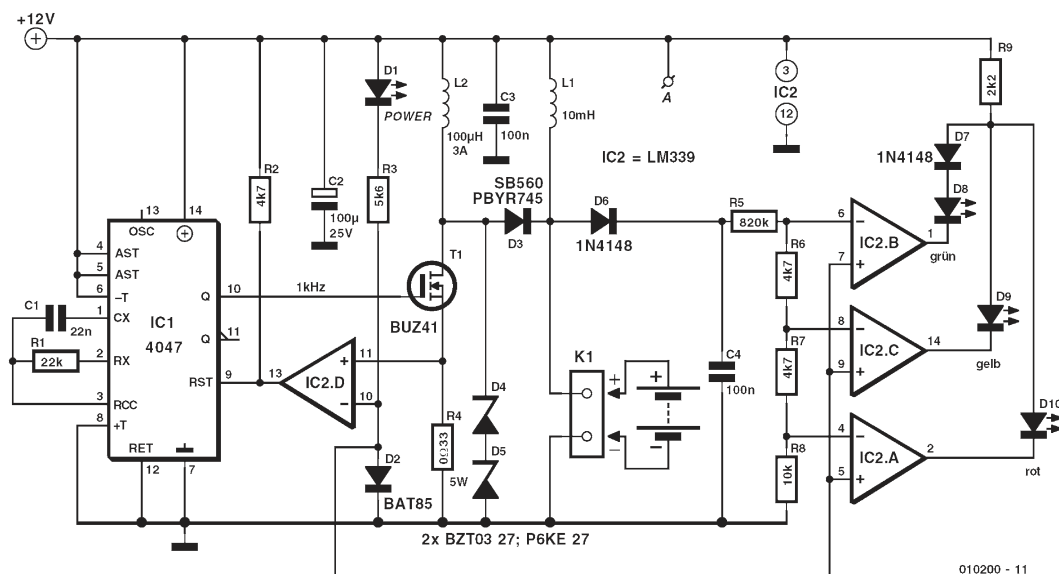 +12V
D1
POWER
L2
100µH
3A
C3
100n
L1
10mH
A
3
IC2
12
R9
2k2
IC2 = LM339
D7
1N4148
D8
R2
4k7
C2
100µ
25V
R3
5k6
SB560
PBYR745
D3
D6
1N4148
R5
820k
6
−
IC2.B
1
7
+
grün
13
14
OSC
4
AST
5
AST
6
−T
1
CX
2
RX
3
RCC
8
+T
IC1
4047
Q
10
Q
11
RST
9
RET
12
7
C1
22n
R1
22k
1kHz
T1
BUZ41
R6
4k7
8
−
IC2.C
14
9
+
D9
gelb
13
IC2.D
+
11
−
10
R4
0Ω33
5W
D4
D5
D2
BAT85
K1
+
−
+
−
C4
100n
R7
4k7
R8
10k
4
−
IC2.A
2
5
+
D10
rot
2x BZT03 27; P6KE 27
010200 - 11